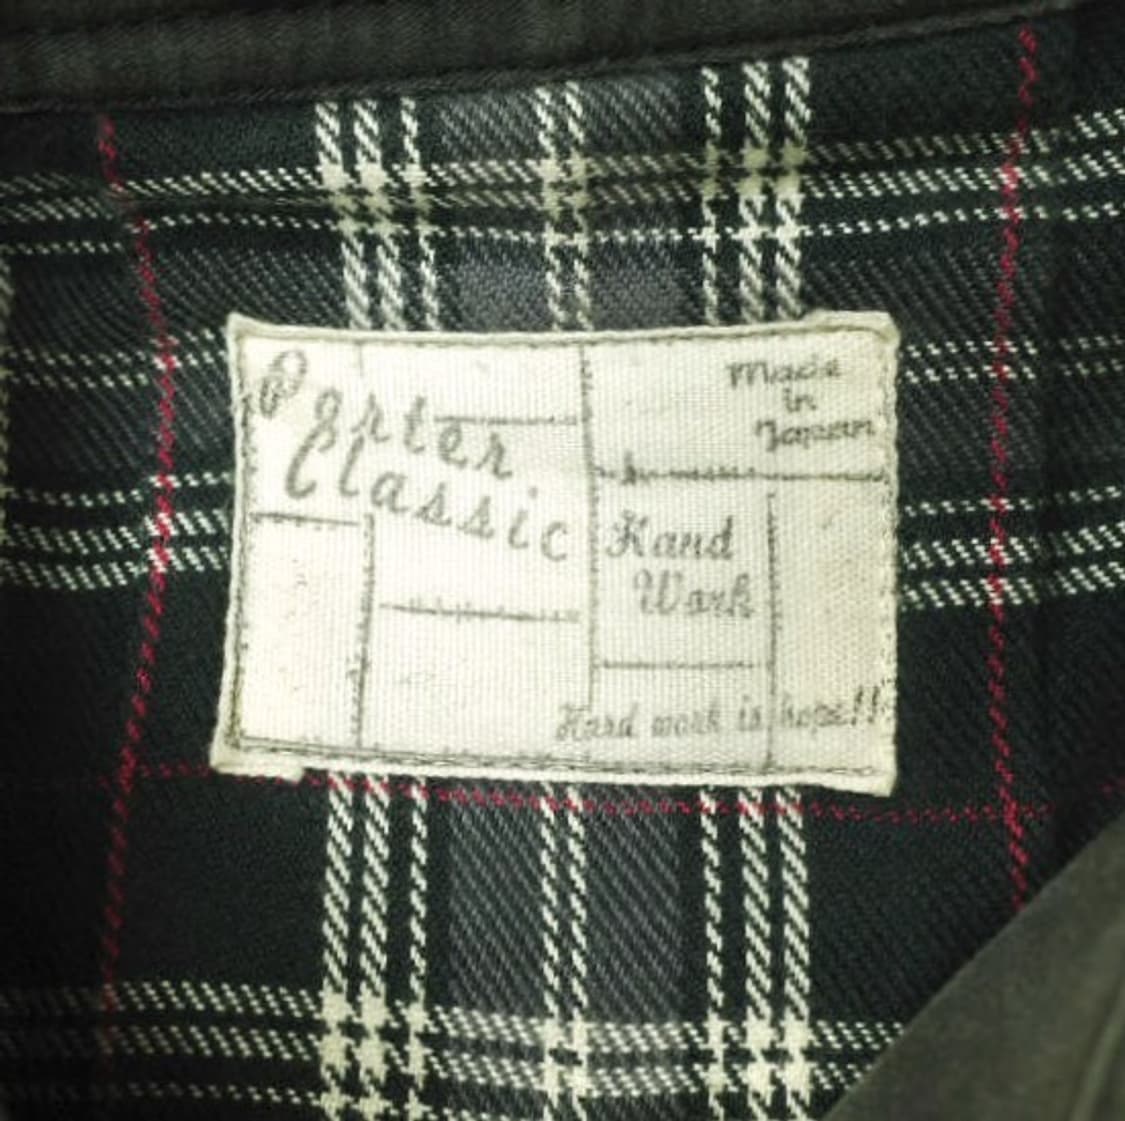 Porter
Classic
Made
in
Japan
Hand
Work
Hard work is hope!!